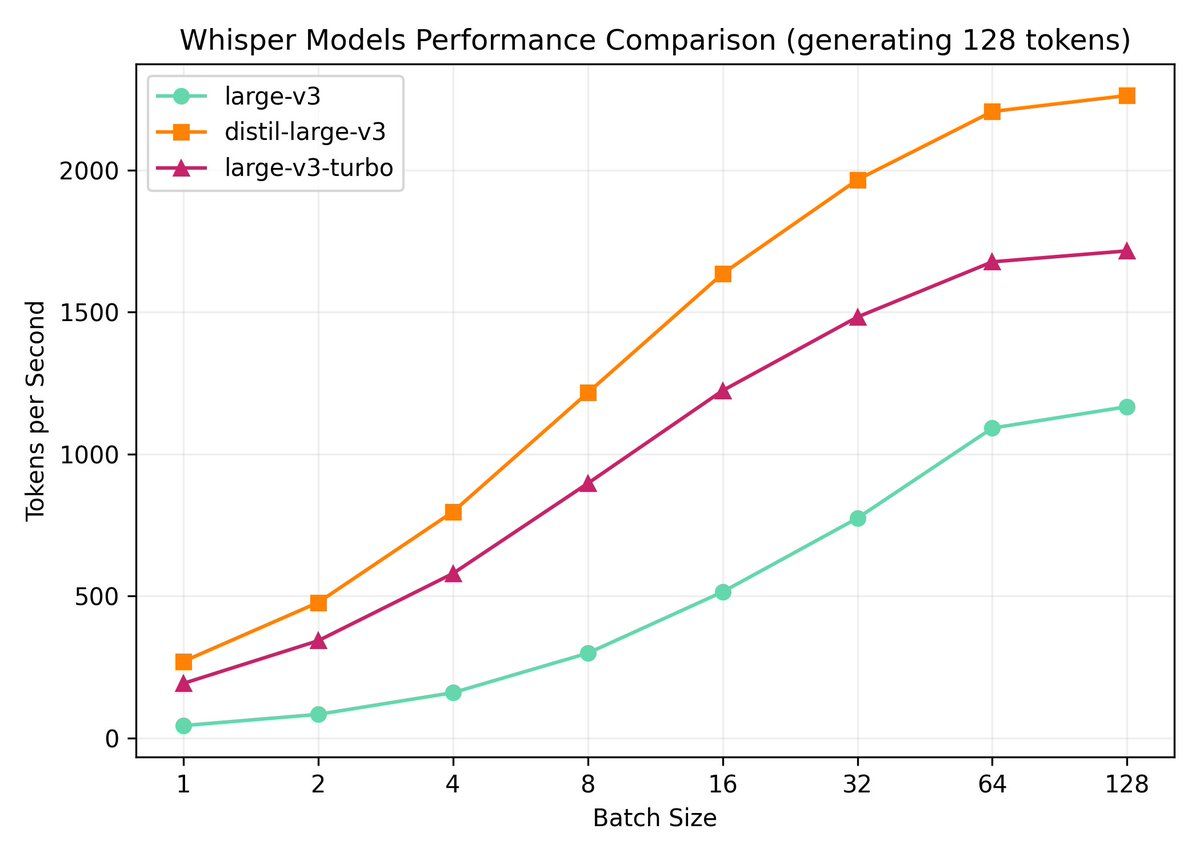 Whisper Models Performance Comparison (generating 128 tokens)
large-v3
distil-large-v3
large-v3-turbo
Tokens per Second
2000
1500
1000
500
0
1 2 4 8 16 32 64 128
Batch Size